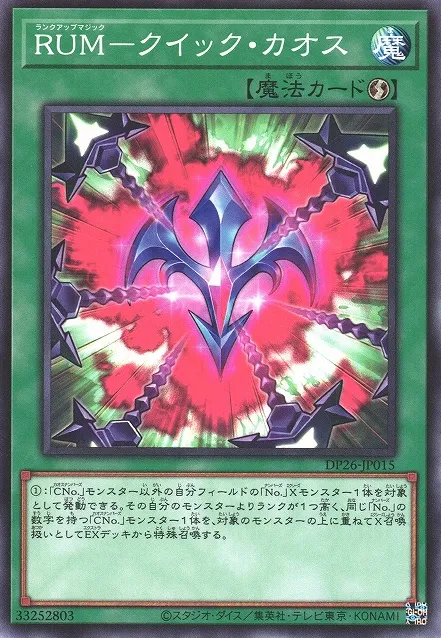 ランクアップマジック
RUM－クイック・カオス
魔
まほう
【魔法カード】
DP26-JP015
①：「CNo.」モンスター以外の自分フィールドの「No.」Xモンスター1体を対象
として発動できる。その自分のモンスターよりランクが1つ高く、同じ「No.」の
数字を持つ「CNo.」モンスター1体を、対象のモンスターの上に重ねてX召喚
扱いとしてEXデッキから特殊召喚する。
33252803
©スタジオ・ダイス／集英社・テレビ東京・KONAMI